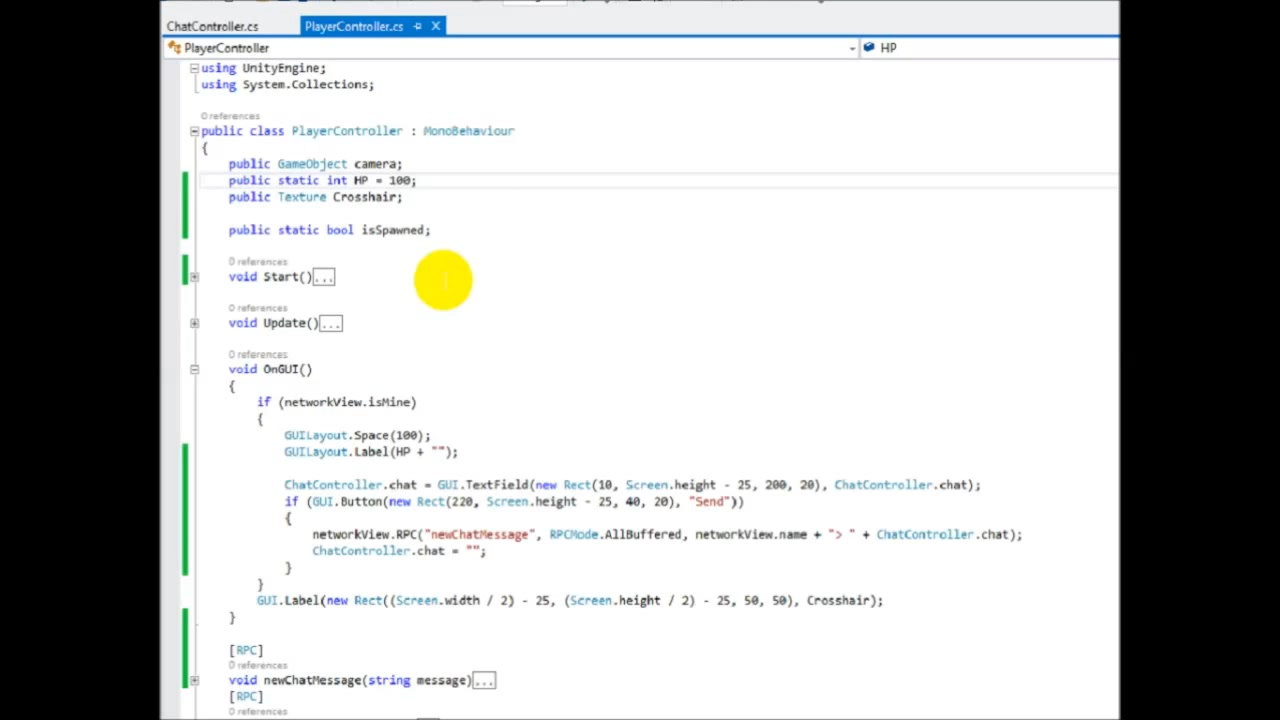 ChatController.cs PlayerController.cs
PlayerController HP
using UnityEngine;
using System.Collections;
0 references
public class PlayerController : MonoBehaviour
{
public GameObject camera;
public static int HP = 100;
public Texture Crosshair;
public static bool isSpawned;
0 references
void Start()...
0 references
void Update()...
0 references
void OnGUI()
{
if (networkView.isMine)
{
GUILayout.Space(100);
GUILayout.Label(HP + "");
ChatController.chat = GUI.TextField(new Rect(10, Screen.height - 25, 200, 20), ChatController.chat);
if (GUI.Button(new Rect(220, Screen.height - 25, 40, 20), "Send"))
{
networkView.RPC("newChatMessage", RPCMode.AllBuffered, networkView.name + "> " + ChatController.chat);
ChatController.chat = "";
}
}
GUI.Label(new Rect((Screen.width / 2) - 25, (Screen.height / 2) - 25, 50, 50), Crosshair);
}
[RPC]
0 references
void newChatMessage(string message)...
[RPC]
0 references